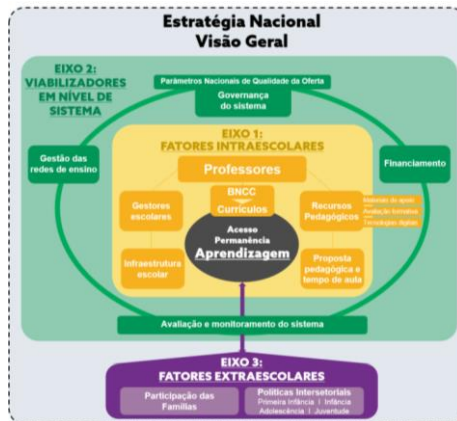 Estratégia Nacional
Visão Geral
EIXO 2:
VIABILIZADORES
EM NÍVEL DE
SISTEMA
Parâmetros Nacionais de Qualidade da Oferta
Governança
do sistema
Gestão das
redes de ensino
Financiamento
EIXO 1:
FATORES INTRAESCOLARES
Professores
BNCC
Currículos
Gestores
escolares
Recursos
Pedagógicos
Materiais de apoio
Avaliação formativa
Tecnologias digitais
Acesso
Permanência
Aprendizagem
Infraestrutura
escolar
Proposta
pedagógica e
tempo de aula
Avaliação e monitoramento do sistema
EIXO 3:
FATORES EXTRAESCOLARES
Participação das
Famílias
Políticas Intersetoriais
Primeira Infância | Infância
Adolescência | Juventude